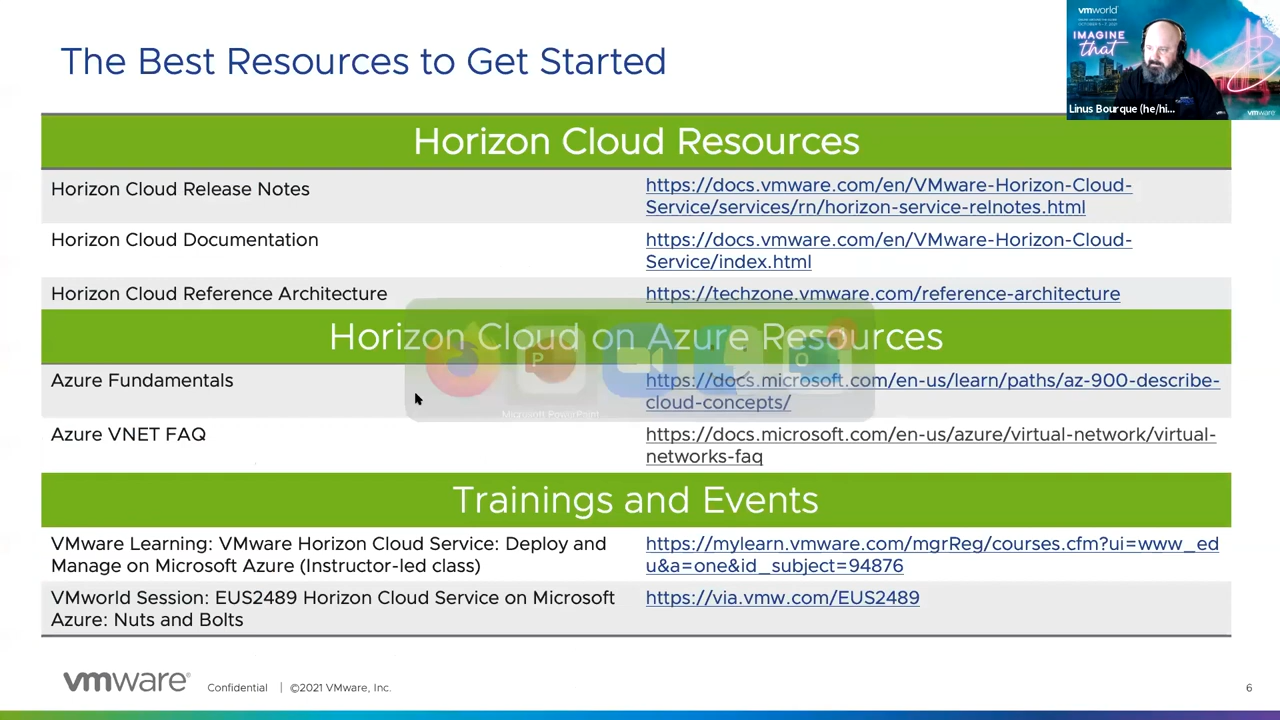 The Best Resources to Get Started
vmworld
IMAGINE
that
Linus Bourque (he/hi...
vmware
Horizon Cloud Resources
Horizon Cloud Release Notes
https://docs.vmware.com/en/VMware-Horizon-Cloud-
Service/services/rn/horizon-service-relnotes.html
Horizon Cloud Documentation
https://docs.vmware.com/en/VMware-Horizon-Cloud-
Service/index.html
Horizon Cloud Reference Architecture
https://techzone.vmware.com/reference-architecture
Horizon Cloud on Azure Resources
Azure Fundamentals
https://docs.microsoft.com/en-us/learn/paths/az-900-describe-
cloud-concepts/
Microsoft PowerPoint
Azure VNET FAQ
https://docs.microsoft.com/en-us/azure/virtual-network/virtual-
networks-faq
Trainings and Events
VMware Learning: VMware Horizon Cloud Service: Deploy and
Manage on Microsoft Azure (Instructor-led class)
https://mylearn.vmware.com/mgrReg/courses.cfm?ui=www_ed
u&a=one&id_subject=94876
VMworld Session: EUS2489 Horizon Cloud Service on Microsoft
Azure: Nuts and Bolts
https://via.vmw.com/EUS2489
vmware®
Confidential | ©2021 VMware, Inc.
6